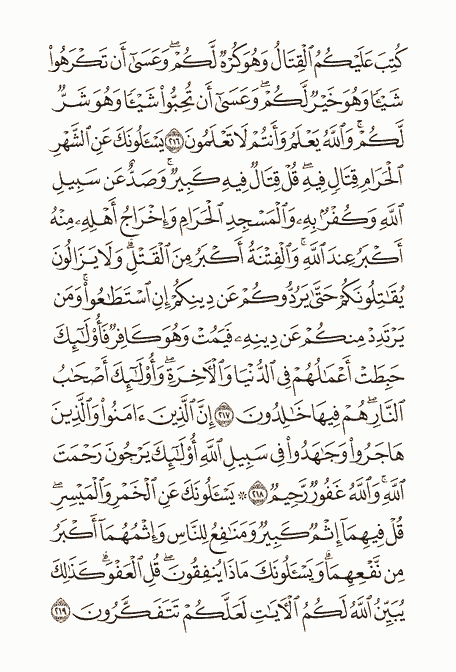 كُتِبَ عَلَيْكُمُ ٱلْقِتَالُ وَهُوَ كُرْهٌ لَّكُمْ ۖ وَعَسَىٰٓ أَن تَكْرَهُوا۟
شَيْـًٔا وَهُوَ خَيْرٌ لَّكُمْ ۖ وَعَسَىٰٓ أَن تُحِبُّوا۟ شَيْـًٔا وَهُوَ شَرٌّ
لَّكُمْ ۗ وَٱللَّهُ يَعْلَمُ وَأَنتُمْ لَا تَعْلَمُونَ ٢١٦ يَسْـَٔلُونَكَ عَنِ ٱلشَّهْرِ
ٱلْحَرَامِ قِتَالٍ فِيهِ ۖ قُلْ قِتَالٌ فِيهِ كَبِيرٌ ۖ وَصَدٌّ عَن سَبِيلِ
ٱللَّهِ وَكُفْرٌۢ بِهِۦ وَٱلْمَسْجِدِ ٱلْحَرَامِ وَإِخْرَاجُ أَهْلِهِۦ مِنْهُ
أَكْبَرُ عِندَ ٱللَّهِ ۚ وَٱلْفِتْنَةُ أَكْبَرُ مِنَ ٱلْقَتْلِ ۗ وَلَا يَزَالُونَ
يُقَـٰتِلُونَكُمْ حَتَّىٰ يَرُدُّوكُمْ عَن دِينِكُمْ إِنِ ٱسْتَطَـٰعُوا۟ ۚ وَمَن
يَرْتَدِدْ مِنكُمْ عَن دِينِهِۦ فَيَمُتْ وَهُوَ كَافِرٌ فَأُو۟لَـٰٓئِكَ
حَبِطَتْ أَعْمَـٰلُهُمْ فِى ٱلدُّنْيَا وَٱلْـَٔاخِرَةِ ۖ وَأُو۟لَـٰٓئِكَ أَصْحَـٰبُ
ٱلنَّارِ ۖ هُمْ فِيهَا خَـٰلِدُونَ ٢١٧ إِنَّ ٱلَّذِينَ ءَامَنُوا۟ وَٱلَّذِينَ
هَاجَرُوا۟ وَجَـٰهَدُوا۟ فِى سَبِيلِ ٱللَّهِ أُو۟لَـٰٓئِكَ يَرْجُونَ رَحْمَتَ
ٱللَّهِ ۚ وَٱللَّهُ غَفُورٌ رَّحِيمٌ ٢١٨ ۞ يَسْـَٔلُونَكَ عَنِ ٱلْخَمْرِ وَٱلْمَيْسِرِ ۖ
قُلْ فِيهِمَآ إِثْمٌ كَبِيرٌ وَمَنَـٰفِعُ لِلنَّاسِ وَإِثْمُهُمَآ أَكْبَرُ
مِن نَّفْعِهِمَا ۗ وَيَسْـَٔلُونَكَ مَاذَا يُنفِقُونَ ۖ قُلِ ٱلْعَفْوَ ۗ كَذَٰلِكَ
يُبَيِّنُ ٱللَّهُ لَكُمُ ٱلْـَٔايَـٰتِ لَعَلَّكُمْ تَتَفَكَّرُونَ ٢١٩